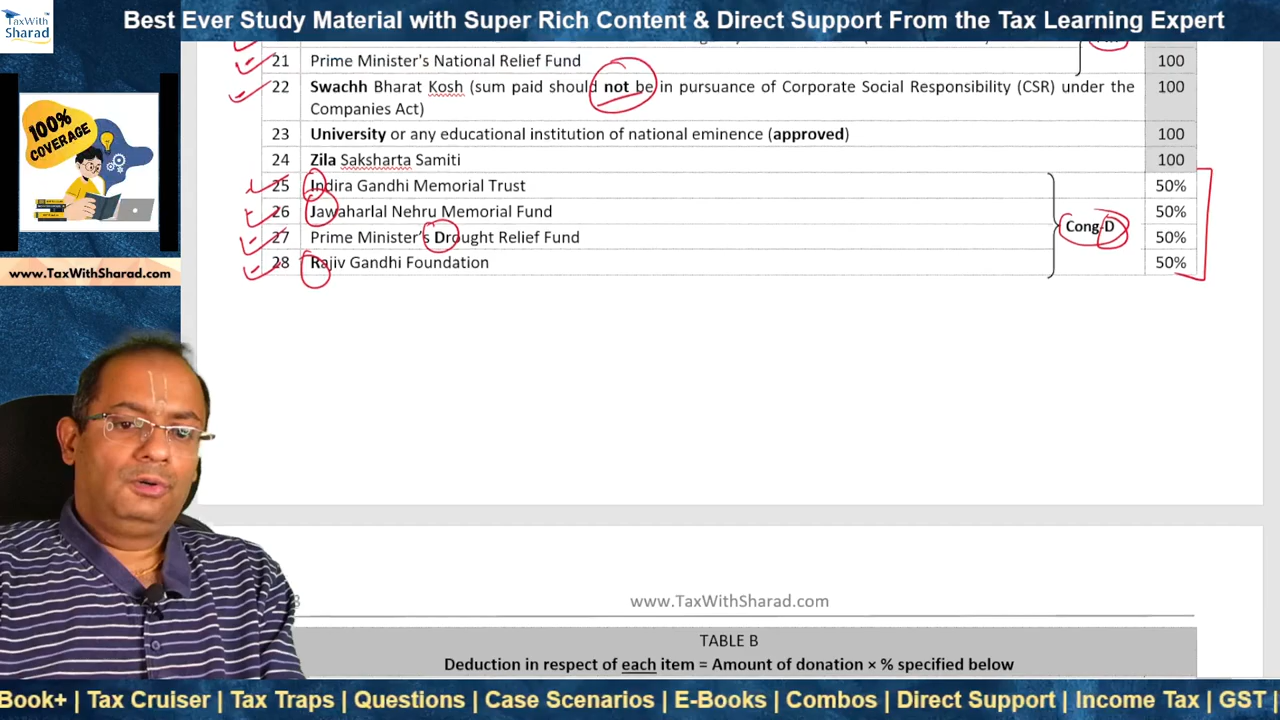 TaxWith
Sharad
Best Ever Study Material with Super Rich Content & Direct Support From the Tax Learning Expert
21 Prime Minister's National Relief Fund 100
22 Swachh Bharat Kosh (sum paid should not be in pursuance of Corporate Social Responsibility (CSR) under the 100
Companies Act)
23 University or any educational institution of national eminence (approved) 100
24 Zila Saksharta Samiti 100
25 Indira Gandhi Memorial Trust 50%
26 Jawaharlal Nehru Memorial Fund 50%
Cong-D
27 Prime Minister's Drought Relief Fund 50%
28 Rajiv Gandhi Foundation 50%
100%
COVERAGE
www.TaxWithSharad.com
www.TaxWithSharad.com
TABLE B
Deduction in respect of each item = Amount of donation × % specified below
Book+ | Tax Cruiser | Tax Traps | Questions | Case Scenarios | E-Books | Combos | Direct Support | Income Tax | GST |